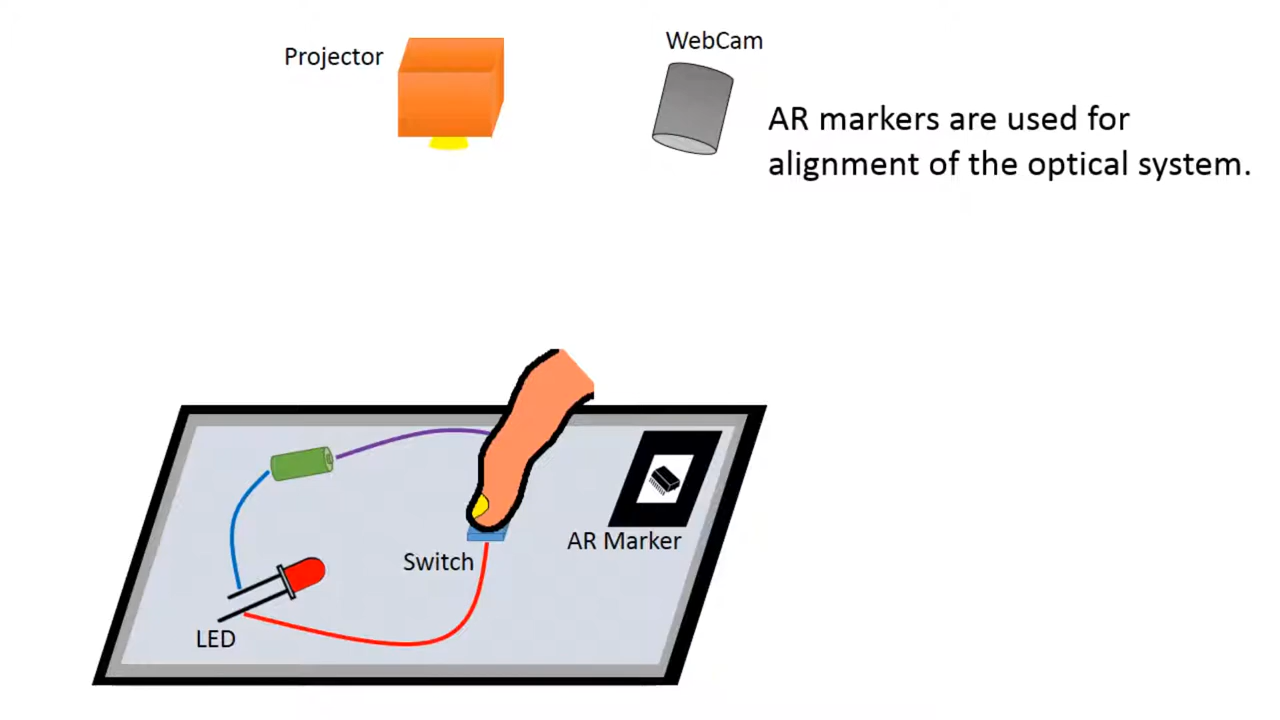 Projector
WebCam
AR markers are used for
alignment of the optical system.
AR Marker
Switch
LED